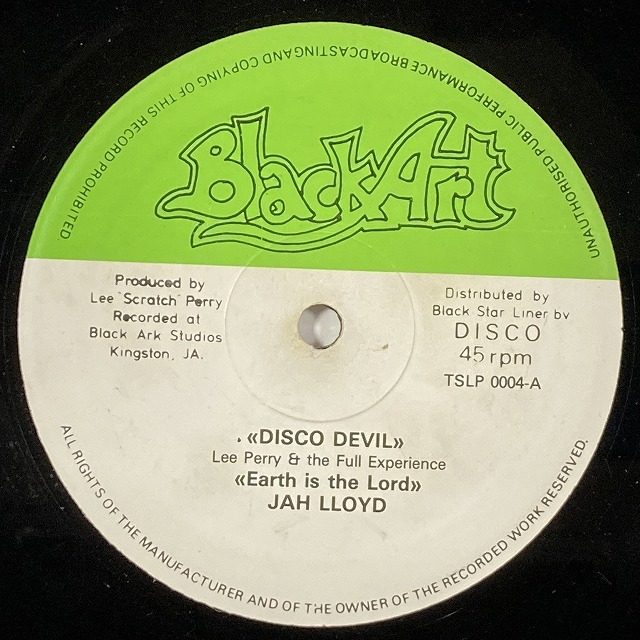 UNAUTHORISED PUBLIC PERFORMANCE BROADCASTING AND COPYING OF THIS RECORD PROHIBITED.
Black Art
Produced by
Lee "Scratch" Perry
Recorded at
Black Ark Studios
Kingston, JA.
Distributed by
Black Star Liner by
DISCO
45 rpm
TSLP 0004-A
«DISCO DEVIL»
Lee Perry & the Full Experience
«Earth is the Lord»
JAH LLOYD
ALL RIGHTS OF THE MANUFACTURER AND OF THE OWNER OF THE RECORDED WORK RESERVED.